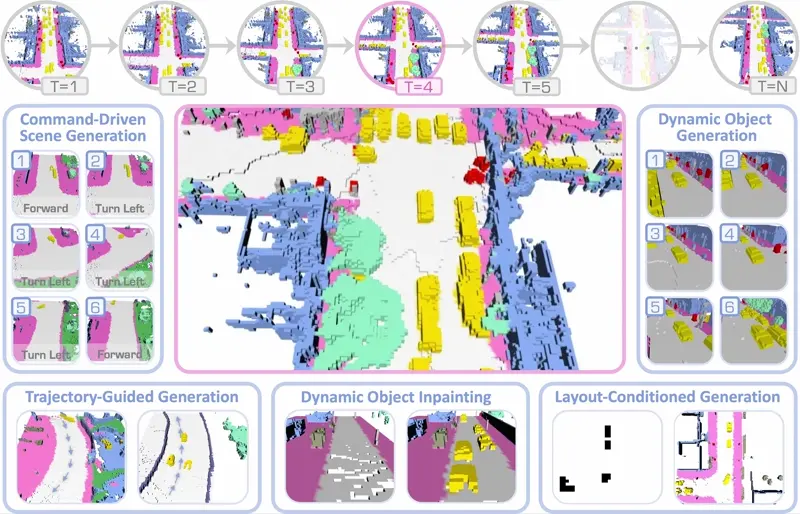 T=1
T=2
T=3
T=4
T=5
T=N
Command-Driven
Scene Generation
1
2
Forward
Turn Left
3
4
Turn Left
Turn Left
5
6
Turn Left
Forward
Dynamic Object
Generation
1
2
3
4
5
6
Trajectory-Guided Generation
Dynamic Object Inpainting
Layout-Conditioned Generation